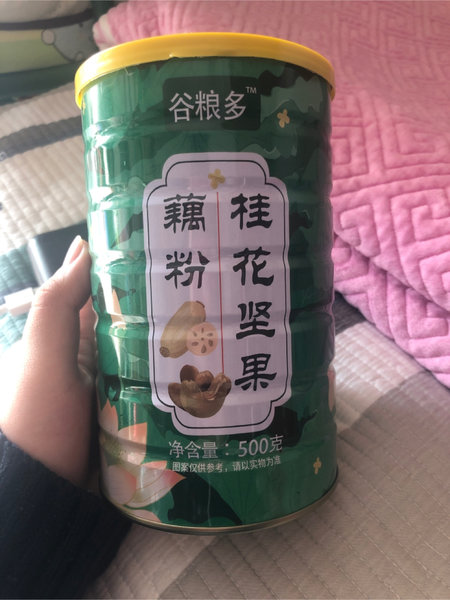 谷粮多™
桂花坚果
藕粉
净含量：500克
图案仅供参考，请以实物为准